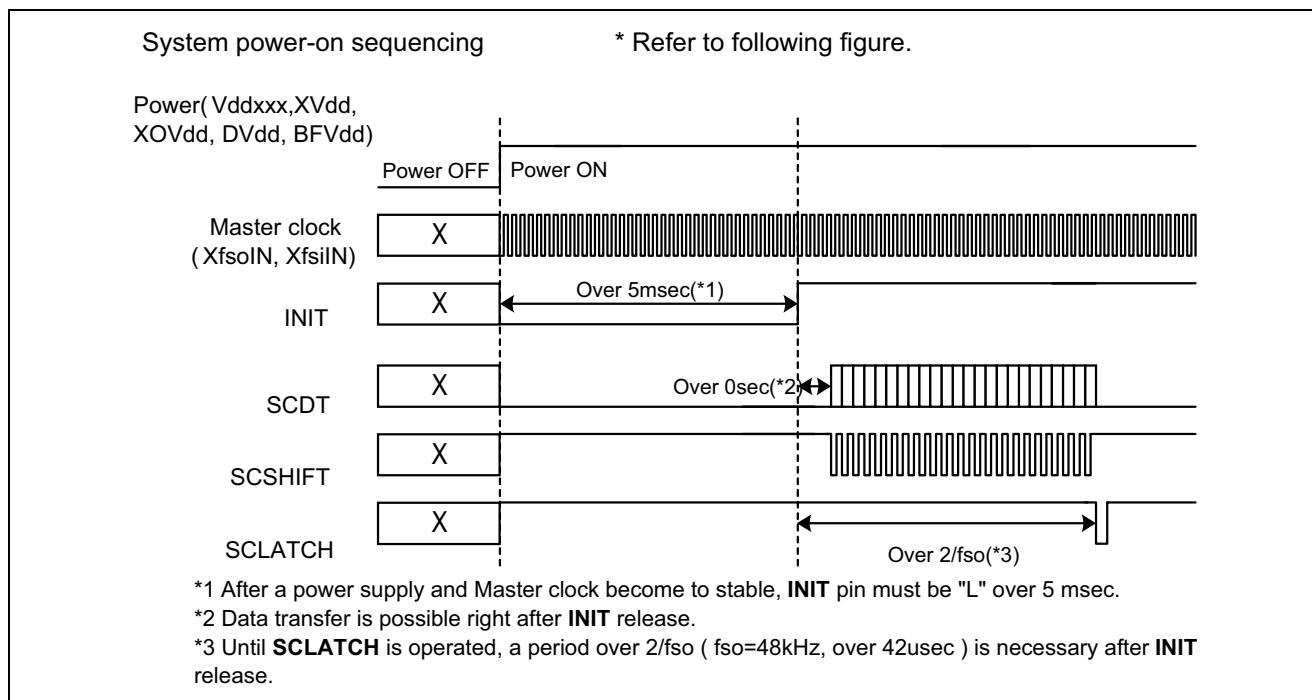 System power-on sequencing * Refer to following figure.
Power( Vddxxx,XVdd,
XOVdd, DVdd, BFVdd)
Power OFF Power ON
Master clock
( XfsoIN, XfsiIN)
X
Over 5msec(*1)
INIT
X
Over 0sec(*2)
SCDT
X
SCSHIFT
X
SCLATCH
X
Over 2/fso(*3)
*1 After a power supply and Master clock become to stable, INIT pin must be "L" over 5 msec.
*2 Data transfer is possible right after INIT release.
*3 Until SCLATCH is operated, a period over 2/fso ( fso=48kHz, over 42usec ) is necessary after INIT
release.